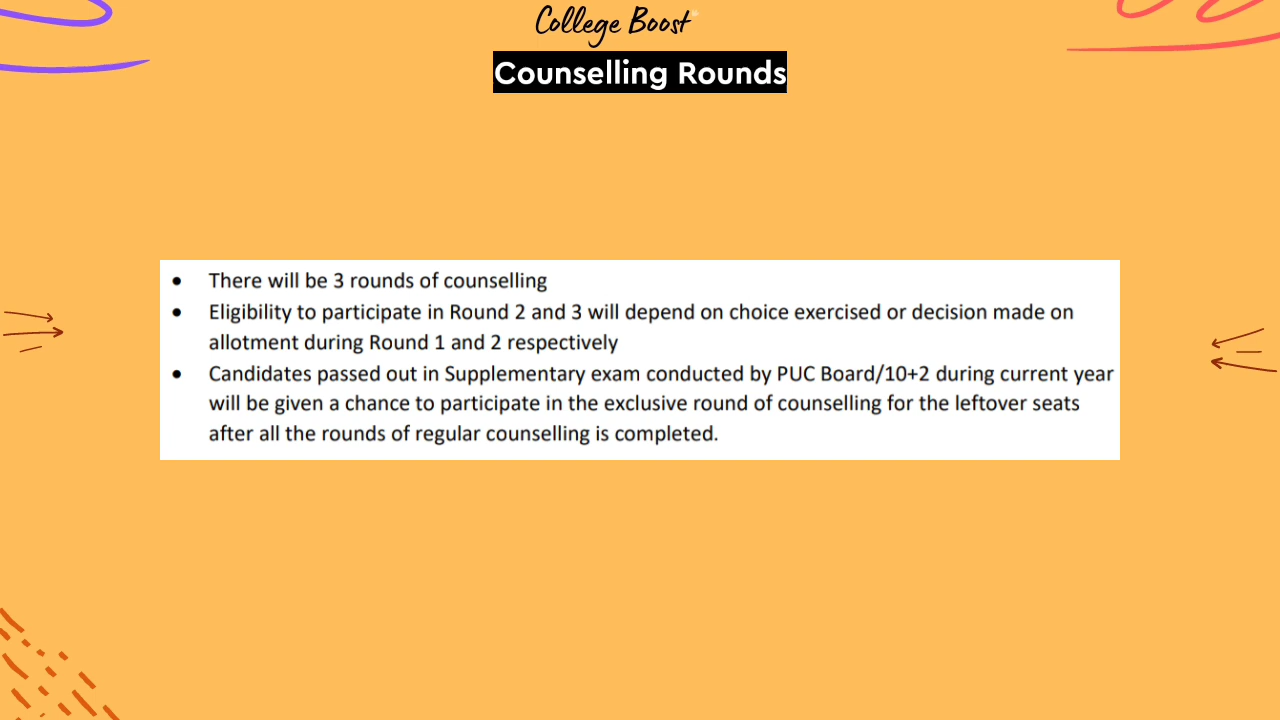 College Boost
Counselling Rounds
• There will be 3 rounds of counselling
• Eligibility to participate in Round 2 and 3 will depend on choice exercised or decision made on
allotment during Round 1 and 2 respectively
• Candidates passed out in Supplementary exam conducted by PUC Board/10+2 during current year
will be given a chance to participate in the exclusive round of counselling for the leftover seats
after all the rounds of regular counselling is completed.